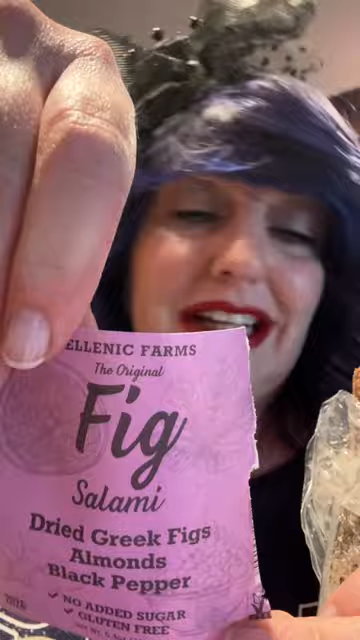 ELLENIC FARMS
The Original
Fig
Salami
Dried Greek Figs
Almonds
Black Pepper
✓ NO ADDED SUGAR
✓ GLUTEN FREE